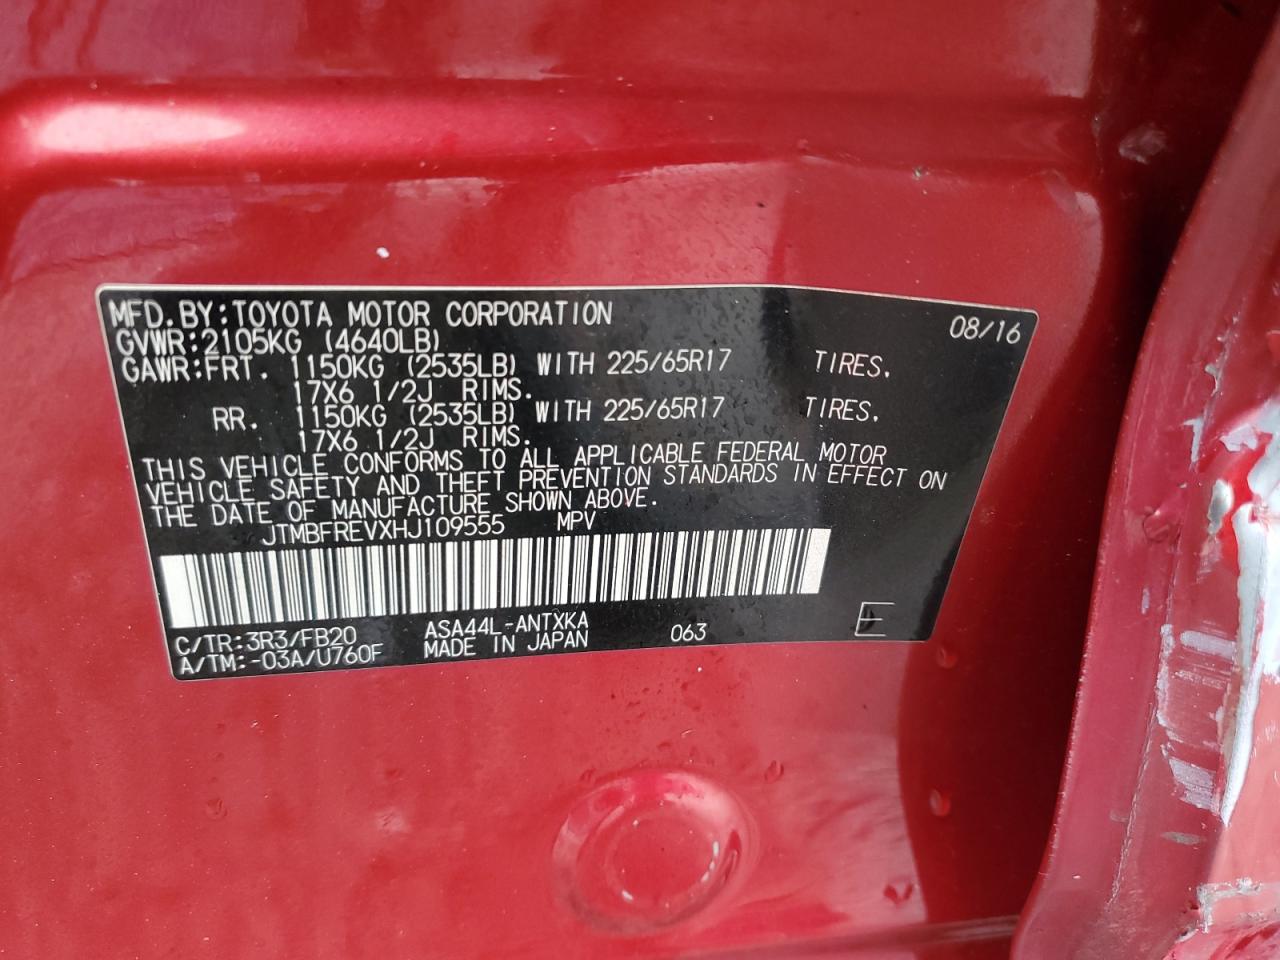 MFD.BY:TOYOTA MOTOR CORPORATION 08/16
GVWR:2105KG (4640LB)
GAWR:FRT. 1150KG (2535LB) WITH 225/65R17 TIRES,
17X6 1/2J RIMS.
RR. 1150KG (2535LB) WITH 225/65R17 TIRES,
17X6 1/2J RIMS.
THIS VEHICLE CONFORMS TO ALL APPLICABLE FEDERAL MOTOR
VEHICLE SAFETY AND THEFT PREVENTION STANDARDS IN EFFECT ON
THE DATE OF MANUFACTURE SHOWN ABOVE.
JTMBFREVXHJ109555 MPV
C/TR:3R3/FB20 ASA44L-ANTXKA 063 E
A/TM:-03A/U760F MADE IN JAPAN